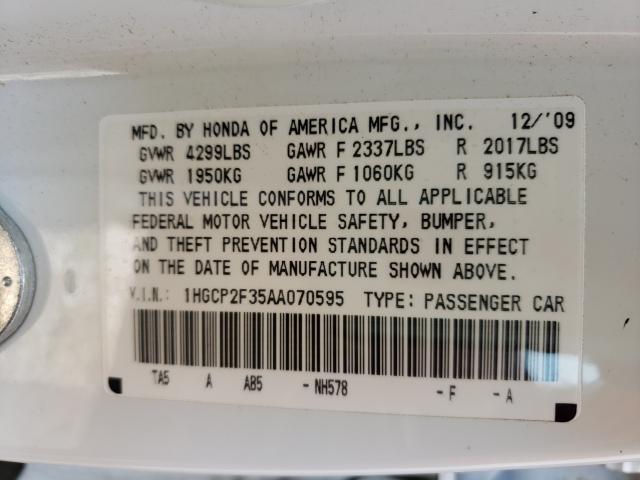 MFD. BY HONDA OF AMERICA MFG., INC. 12/'09
GVWR 4299LBS GAWR F 2337LBS R 2017LBS
GVWR 1950KG GAWR F 1060KG R 915KG
THIS VEHICLE CONFORMS TO ALL APPLICABLE
FEDERAL MOTOR VEHICLE SAFETY, BUMPER,
AND THEFT PREVENTION STANDARDS IN EFFECT
ON THE DATE OF MANUFACTURE SHOWN ABOVE.
V.I.N.: 1HGCP2F35AA070595 TYPE: PASSENGER CAR
TA5 A AB5 -NH578 -F -A